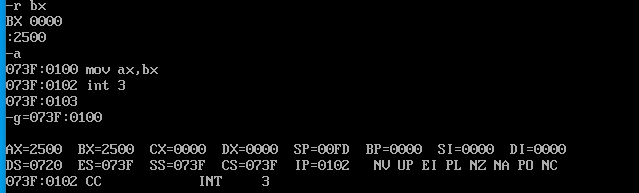 -r bx
BX 0000
:2500
-a
073F:0100 mov ax,bx
073F:0102 int 3
073F:0103
-g=073F:0100
AX=2500  BX=2500  CX=0000  DX=0000  SP=00FD  BP=0000  SI=0000  DI=0000
DS=0720  ES=073F  SS=073F  CS=073F  IP=0102   NV UP EI PL NZ NA PO NC
073F:0102 CC            INT     3